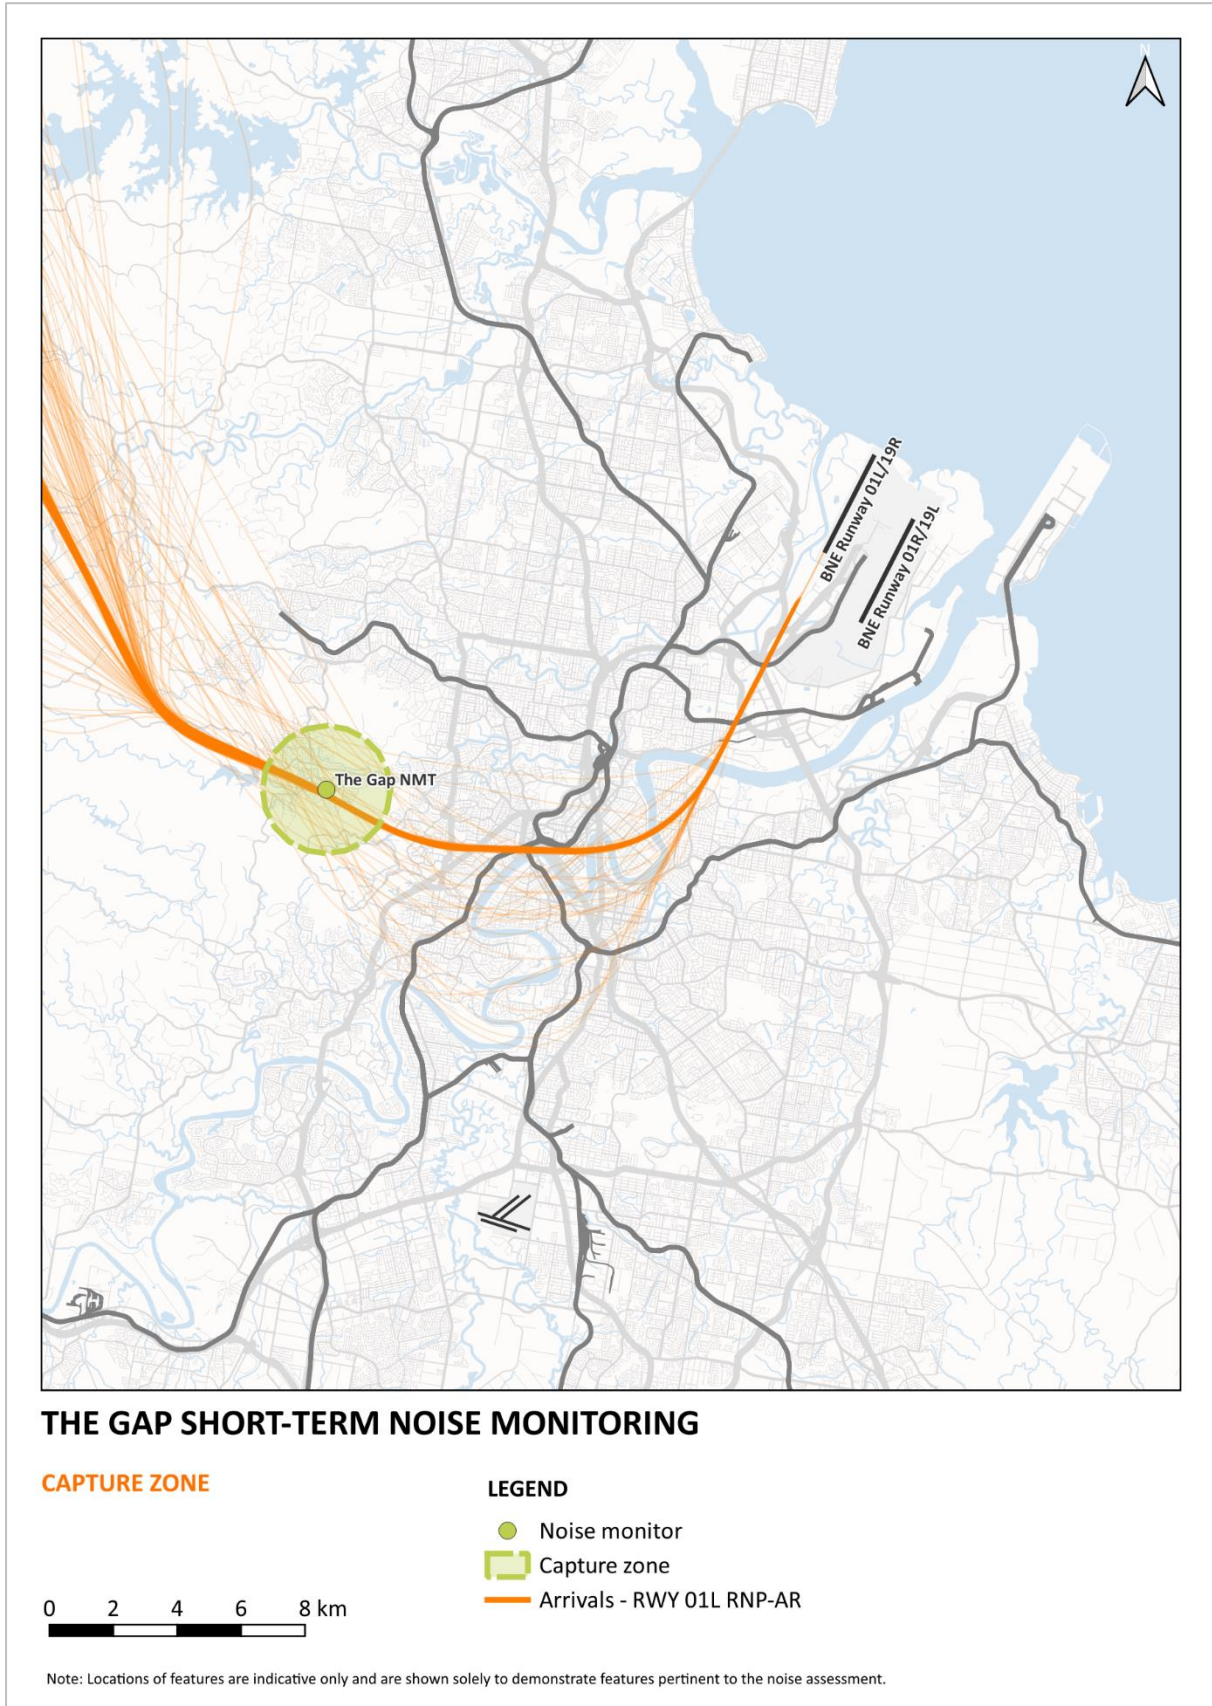 N
BNE Runway 01L/19R
BNE Runway 01R/19L
The Gap NMT
THE GAP SHORT-TERM NOISE MONITORING
CAPTURE ZONE
LEGEND
Noise monitor
Capture zone
Arrivals - RWY 01L RNP-AR
0 2 4 6 8 km
Note: Locations of features are indicative only and are shown solely to demonstrate features pertinent to the noise assessment.